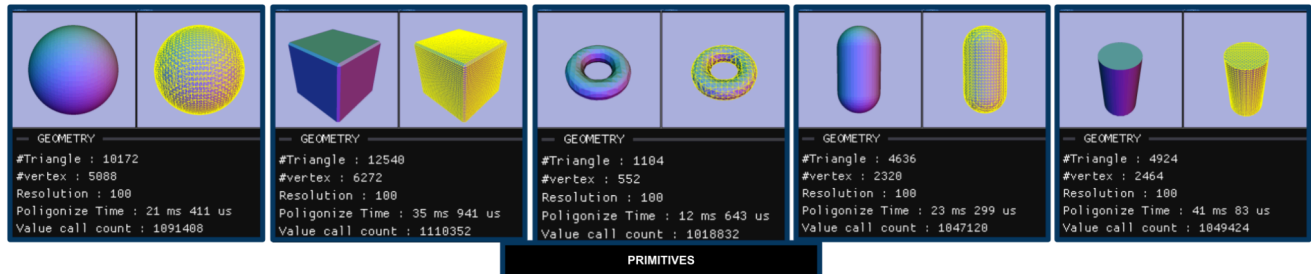 GEOMETRY
#Triangle : 10172
#vertex : 5088
Resolution : 100
Poligonize Time : 21 ms 411 us
Value call count : 1091408
GEOMETRY
#Triangle : 12540
#vertex : 6272
Resolution : 100
Poligonize Time : 35 ms 941 us
Value call count : 1110352
GEOMETRY
#Triangle : 1104
#vertex : 552
Resolution : 100
Poligonize Time : 12 ms 643 us
Value call count : 1018832
GEOMETRY
#Triangle : 4636
#vertex : 2320
Resolution : 100
Poligonize Time : 23 ms 299 us
Value call count : 1047120
GEOMETRY
#Triangle : 4924
#vertex : 2464
Resolution : 100
Poligonize Time : 41 ms 83 us
Value call count : 1049424
PRIMITIVES